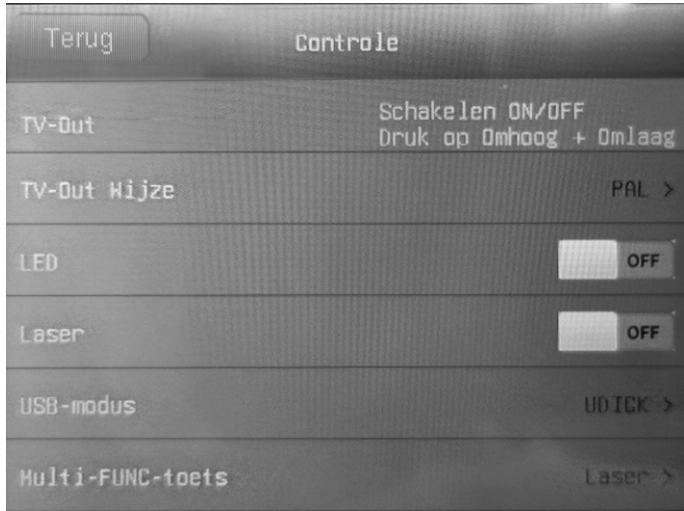 Terug
Controle
TV-Out
Schakelen ON/OFF
Druk op Omhoog + Omlaag
TV-Out Wijze
PAL >
LED
OFF
Laser
OFF
USB-modus
UDICK >
Multi-FUNC-toets
Laser >